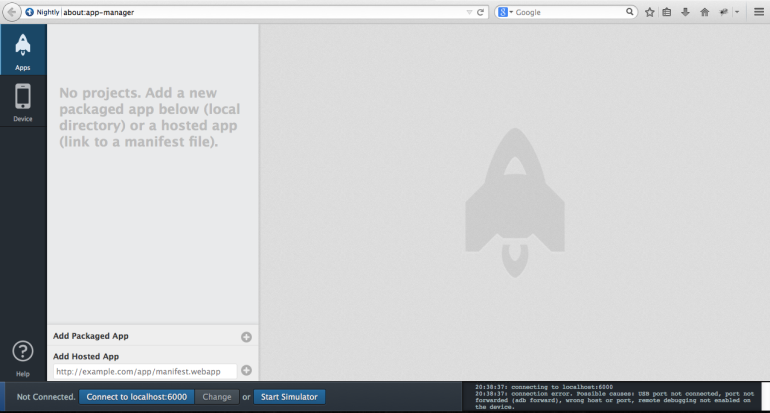 Nightly about:app-manager
Google
Apps
Device
Help
No projects. Add a new
packaged app below (local
directory) or a hosted app
(link to a manifest file).
Add Packaged App
Add Hosted App
http://example.com/app/manifest.webapp
Not Connected. Connect to localhost:6000 Change or Start Simulator
20:38:37: connecting to localhost:6000
20:38:37: connection error. Possible causes: USB port not connected, port not
forwarded (adb forward), wrong host or port, remote debugging not enabled on
the device.